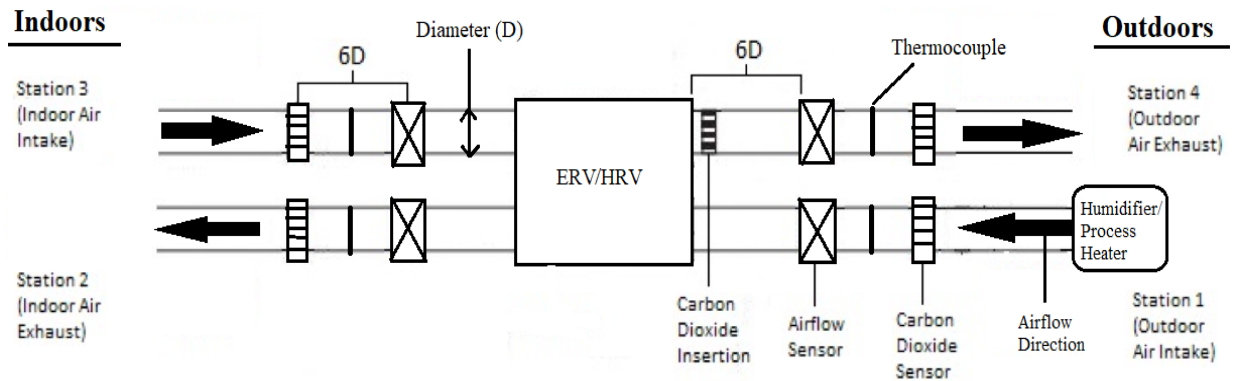 Indoors
Outdoors
Diameter (D)
Thermocouple
6D
6D
Station 3
(Indoor Air
Intake)
Station 4
(Outdoor
Air Exhaust)
ERV/HRV
Humidifier/
Process
Heater
Station 2
(Indoor Air
Exhaust)
Carbon
Dioxide
Insertion
Airflow
Sensor
Carbon
Dioxide
Sensor
Airflow
Direction
Station 1
(Outdoor
Air Intake)